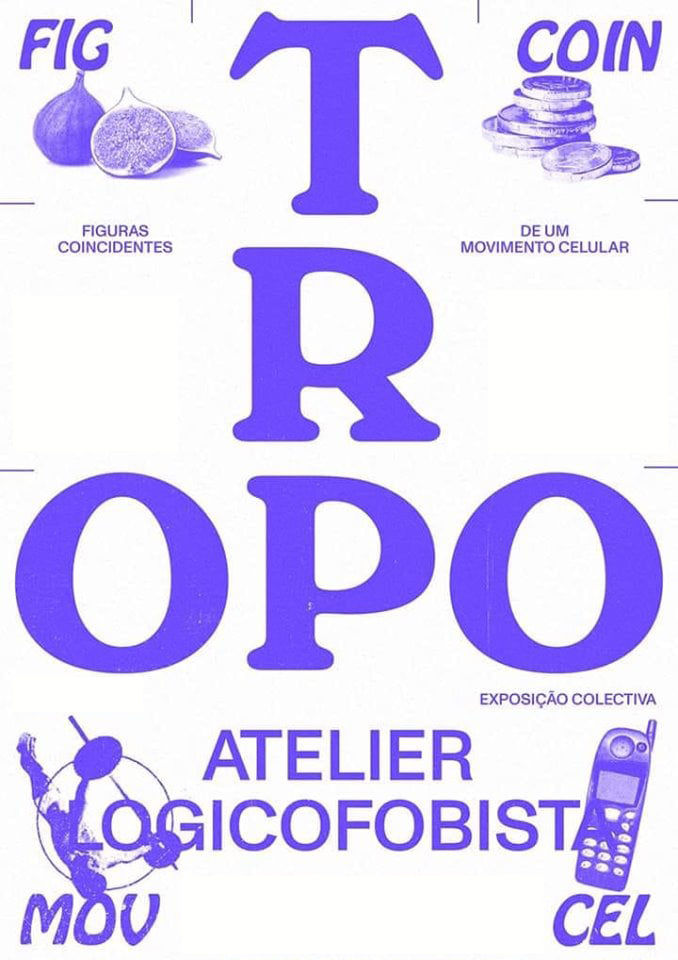 FIG
COIN
T
FIGURAS
COINCIDENTES
DE UM
MOVIMENTO CELULAR
R
OPO
EXPOSIÇÃO COLECTIVA
ATELIER
LOGICOFOBISTA
MOV
CEL